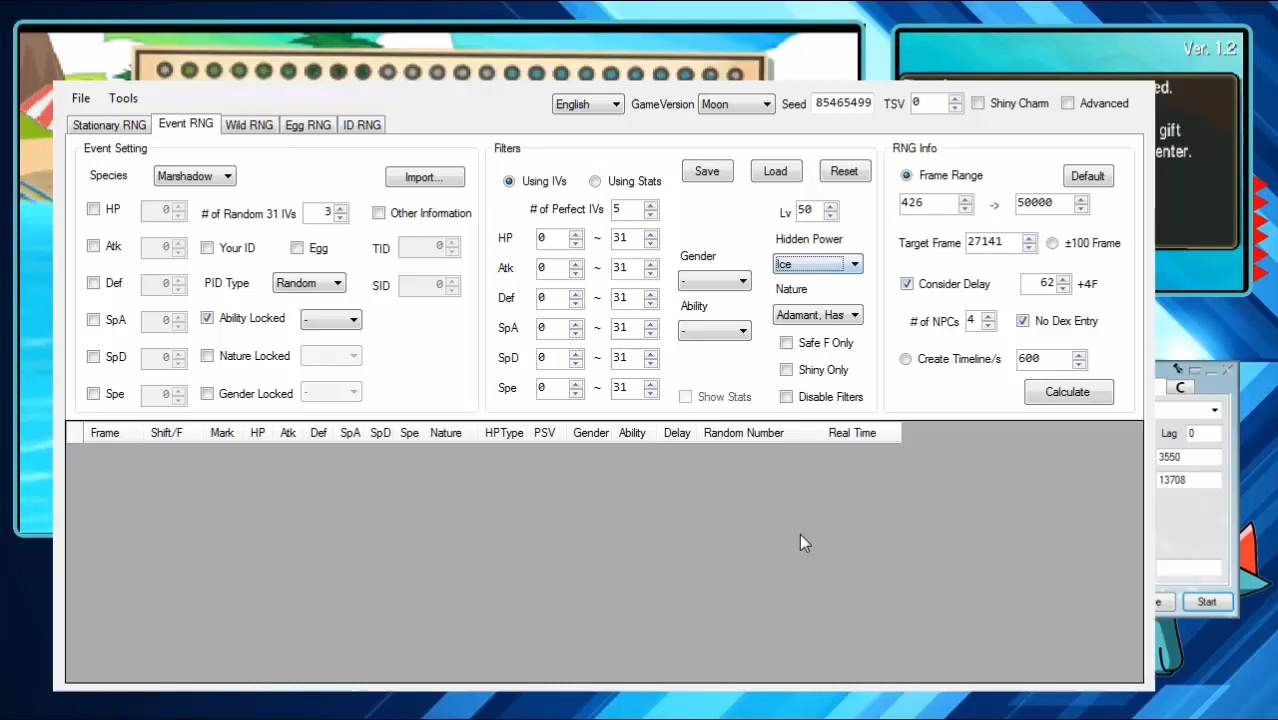 Ver. 1.2
ed.
gift
enter.
File Tools
English GameVersion Moon Seed 85465499 TSV 0 Shiny Charm Advanced
Stationary RNG Event RNG Wild RNG Egg RNG ID RNG
Event Setting
Species Marshadow Import...
HP 0 # of Random 31 IVs 3 Other Information
Atk 0 Your ID Egg TID 0
Def 0 PID Type Random SID 0
SpA 0 Ability Locked -
SpD 0 Nature Locked
Spe 0 Gender Locked -
Filters
Using IVs Using Stats Save Load Reset
# of Perfect IVs 5 Lv 50
HP 0 ~ 31 Hidden Power
Atk 0 ~ 31 Gender Ice
- Nature
Def 0 ~ 31 Ability Adamant, Has
SpA 0 ~ 31 - Safe F Only
SpD 0 ~ 31 Shiny Only
Spe 0 ~ 31 Show Stats Disable Filters
RNG Info
Frame Range Default
426 -> 50000
Target Frame 27141 ±100 Frame
Consider Delay 62 +4F
# of NPCs 4 No Dex Entry
Create Timeline/s 600
Calculate
Frame Shift/F Mark HP Atk Def SpA SpD Spe Nature HPType PSV Gender Ability Delay Random Number Real Time
C
Lag 0
3550
13708
e Start